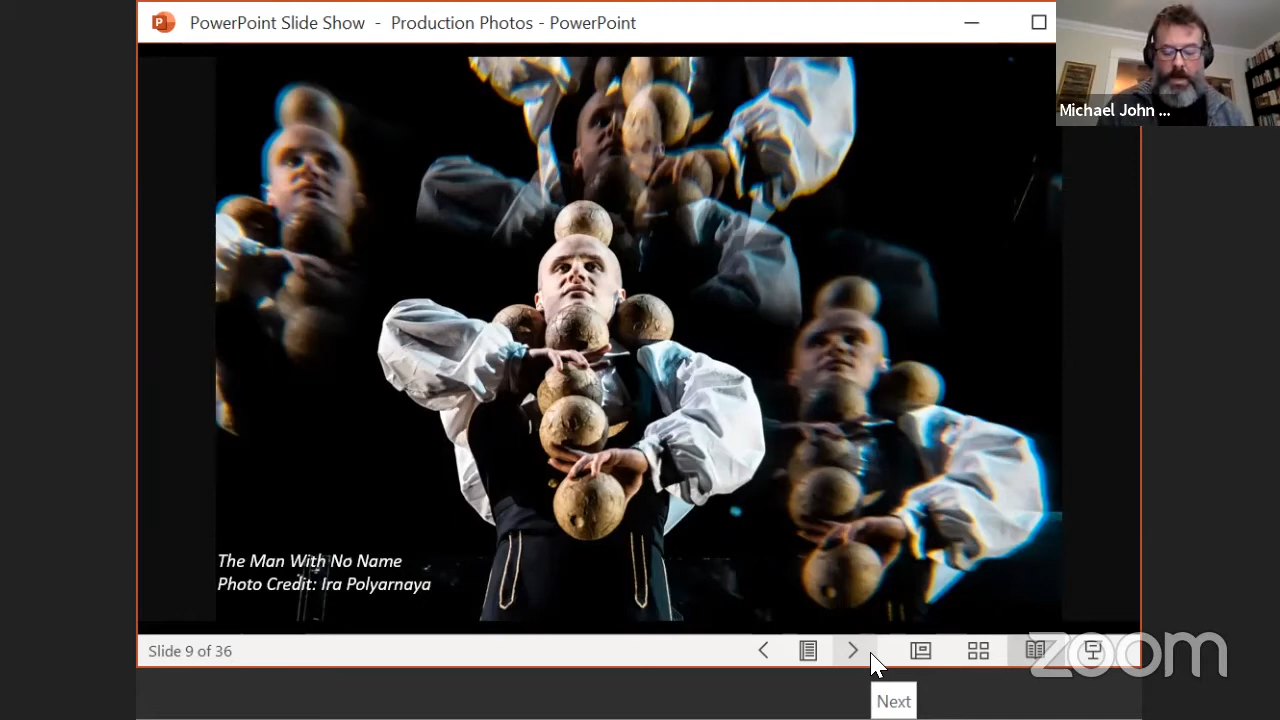 PowerPoint Slide Show - Production Photos - PowerPoint
Michael John ...
The Man With No Name
Photo Credit: Ira Polyarnaya
Slide 9 of 36
zoom
Next